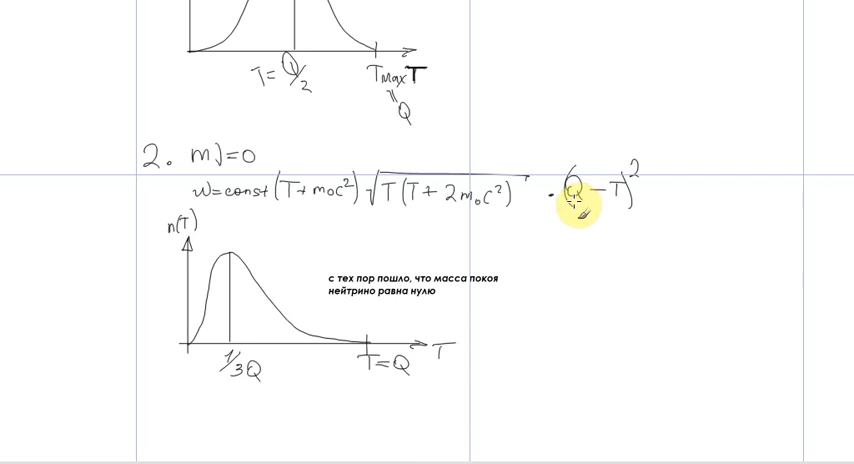 T = Q/2
Tmax T
=
Q
2. mν=0
w=const (T+m₀c²) √T(T+2m₀c²) · (Q−T)²
n(T)
с тех пор пошло, что масса покоя
нейтрино равна нулю
T
1/3Q
T=Q